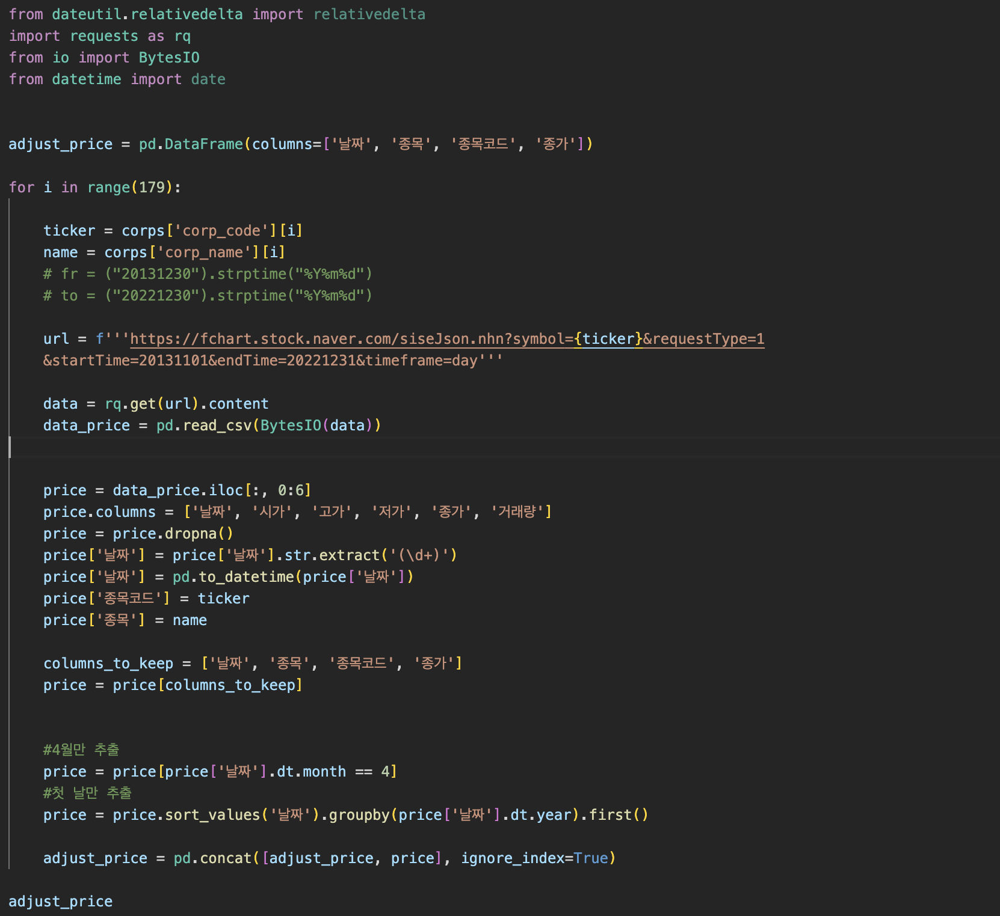 from dateutil.relativedelta import relativedelta
import requests as rq
from io import BytesIO
from datetime import date
adjust_price = pd.DataFrame(columns=['날짜', '종목', '종목코드', '종가'])
for i in range(179):
    ticker = corps['corp_code'][i]
    name = corps['corp_name'][i]
    # fr = ("20131230").strptime("%Y%m%d")
    # to = ("20221230").strptime("%Y%m%d")
    url = f'''https://fchart.stock.naver.com/siseJson.nhn?symbol={ticker}&requestType=1
    &startTime=20131101&endTime=20221231&timeframe=day'''
    data = rq.get(url).content
    data_price = pd.read_csv(BytesIO(data))
    price = data_price.iloc[:, 0:6]
    price.columns = ['날짜', '시가', '고가', '저가', '종가', '거래량']
    price = price.dropna()
    price['날짜'] = price['날짜'].str.extract('(\d+)')
    price['날짜'] = pd.to_datetime(price['날짜'])
    price['종목코드'] = ticker
    price['종목'] = name
    columns_to_keep = ['날짜', '종목', '종목코드', '종가']
    price = price[columns_to_keep]
    #4월만 추출
    price = price[price['날짜'].dt.month == 4]
    #첫 날만 추출
    price = price.sort_values('날짜').groupby(price['날짜'].dt.year).first()
    adjust_price = pd.concat([adjust_price, price], ignore_index=True)
adjust_price